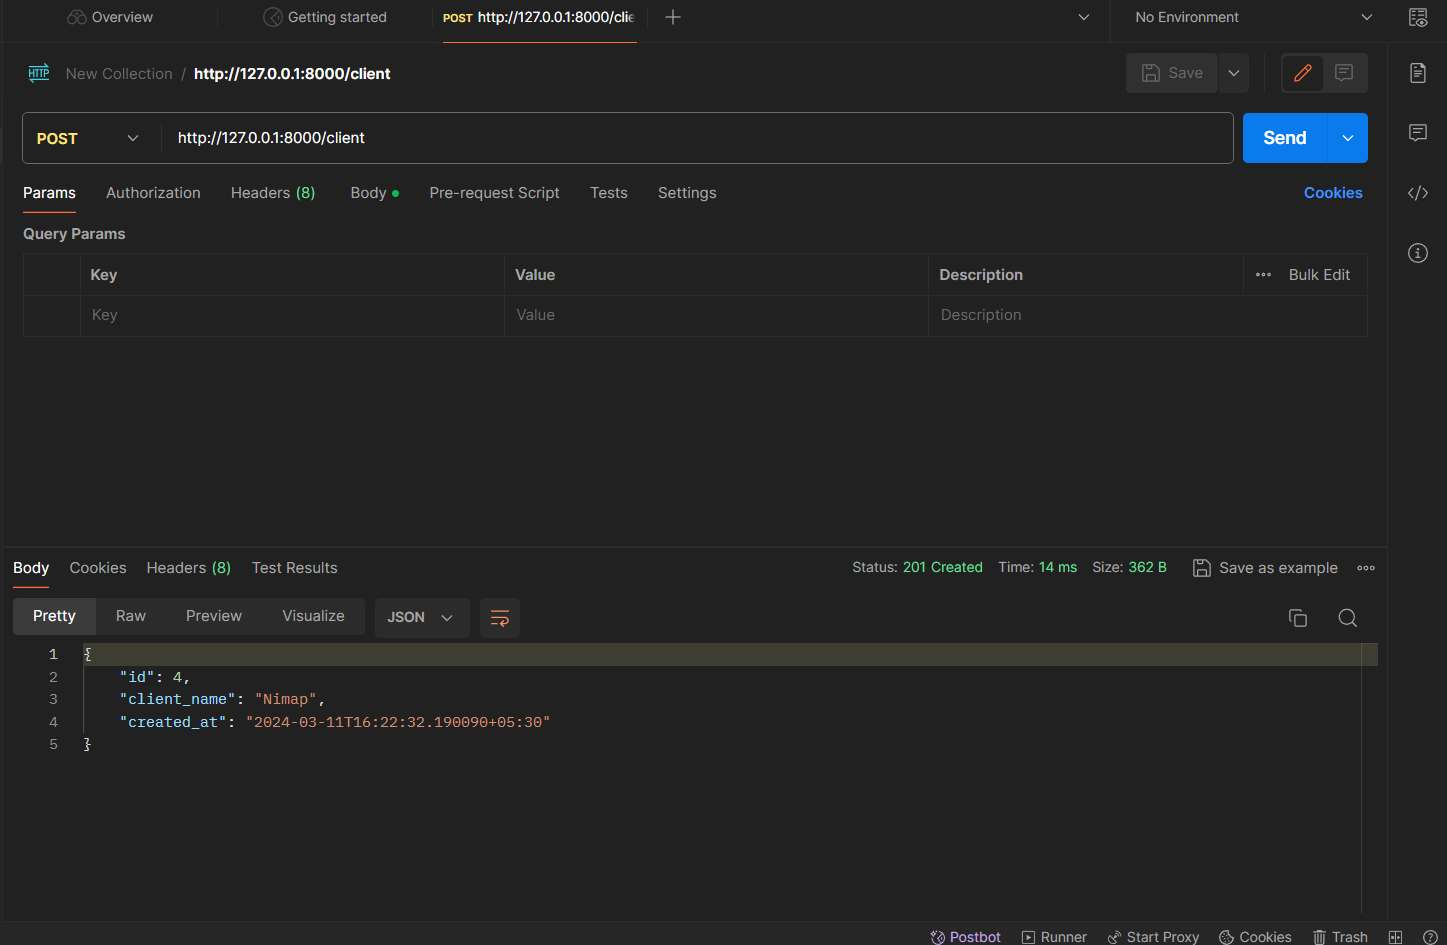 Overview
Getting started
POST http://127.0.0.1:8000/clie
No Environment
HTTP
New Collection / http://127.0.0.1:8000/client
Save
POST
http://127.0.0.1:8000/client
Send
Params
Authorization
Headers (8)
Body
Pre-request Script
Tests
Settings
Cookies
Query Params
Key
Value
Description
Bulk Edit
Key
Value
Description
Body
Cookies
Headers (8)
Test Results
Status: 201 Created
Time: 14 ms
Size: 362 B
Save as example
Pretty
Raw
Preview
Visualize
JSON
1 {
2 "id": 4,
3 "client_name": "Nimap",
4 "created_at": "2024-03-11T16:22:32.190090+05:30"
5 }
Postbot
Runner
Start Proxy
Cookies
Trash